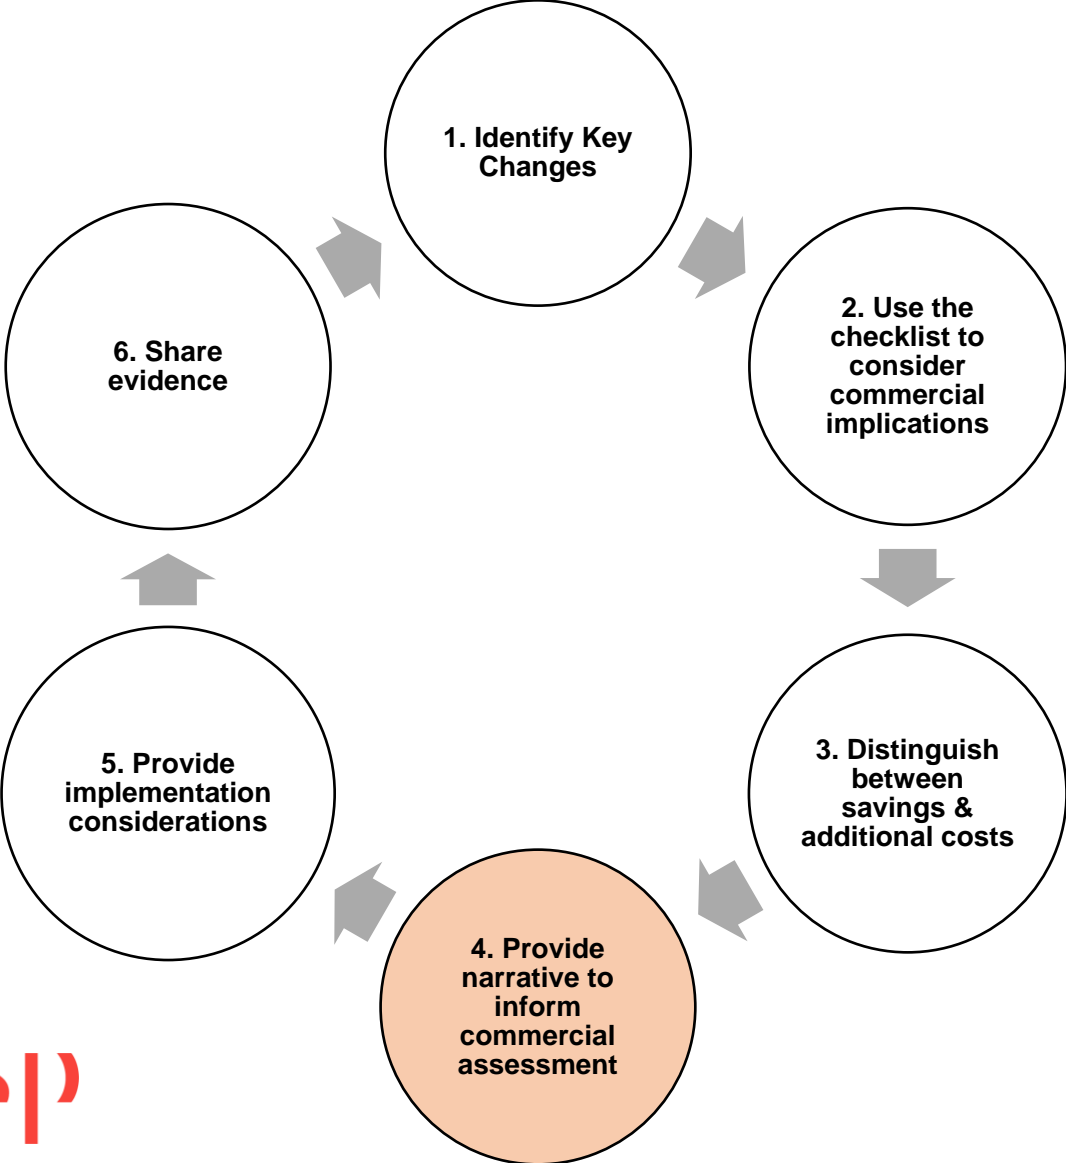 1. Identify Key
Changes
2. Use the
checklist to
consider
commercial
implications
3. Distinguish
between
savings &
additional costs
4. Provide
narrative to
inform
commercial
assessment
5. Provide
implementation
considerations
6. Share
evidence